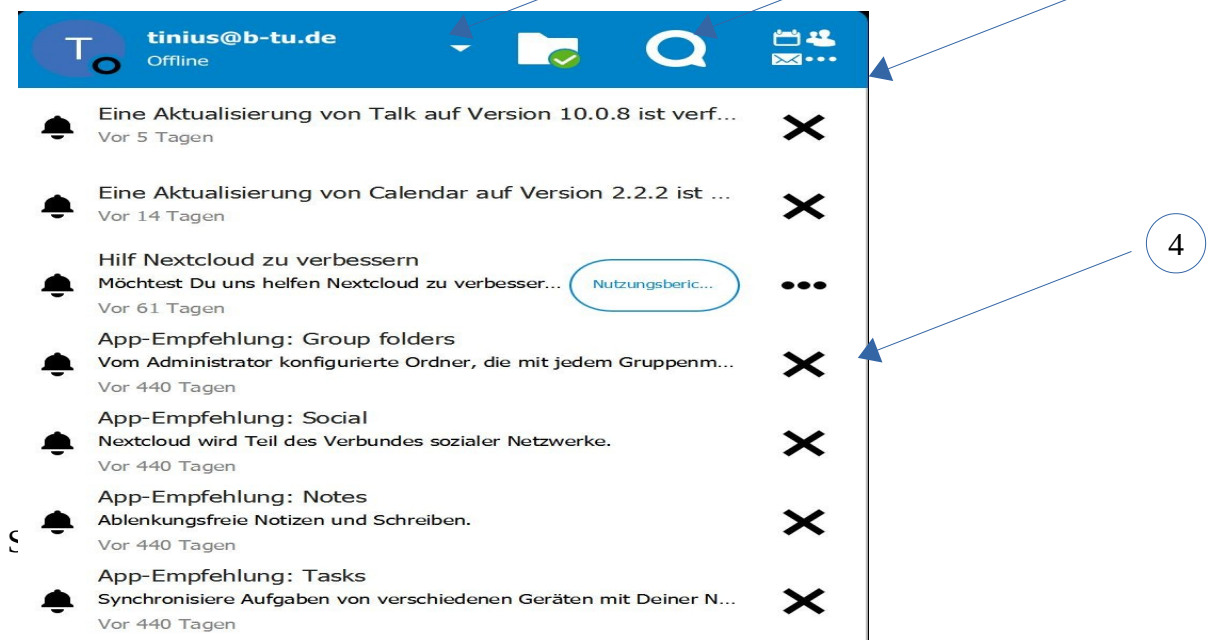 T
tinius@b-tu.de
Offline
Eine Aktualisierung von Talk auf Version 10.0.8 ist verf...
Vor 5 Tagen
Eine Aktualisierung von Calendar auf Version 2.2.2 ist ...
Vor 14 Tagen
Hilf Nextcloud zu verbessern
Möchtest Du uns helfen Nextcloud zu verbesser...
Nutzungsberic...
Vor 61 Tagen
4
App-Empfehlung: Group folders
Vom Administrator konfigurierte Ordner, die mit jedem Gruppenm...
Vor 440 Tagen
App-Empfehlung: Social
Nextcloud wird Teil des Verbundes sozialer Netzwerke.
Vor 440 Tagen
App-Empfehlung: Notes
Ablenkungsfreie Notizen und Schreiben.
Vor 440 Tagen
App-Empfehlung: Tasks
Synchronisiere Aufgaben von verschiedenen Geräten mit Deiner N...
Vor 440 Tagen